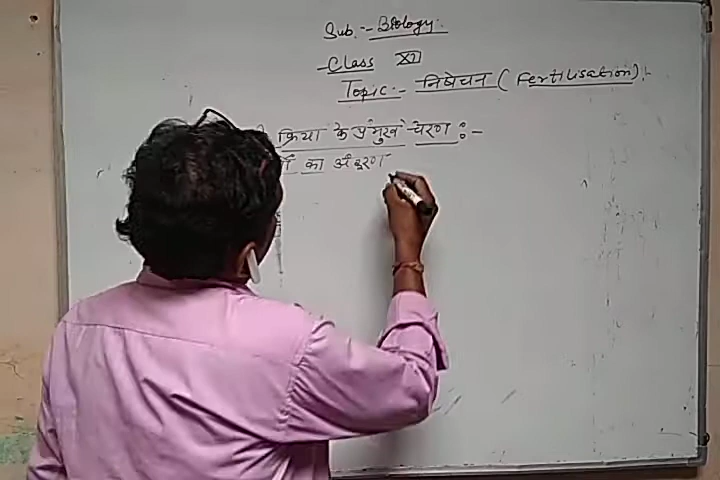 Sub.:- Biology.
Class XII
Topic:- निषेचन (Fertilisation):-
क्रिया के प्रमुख चरण :-
का अंकुरण